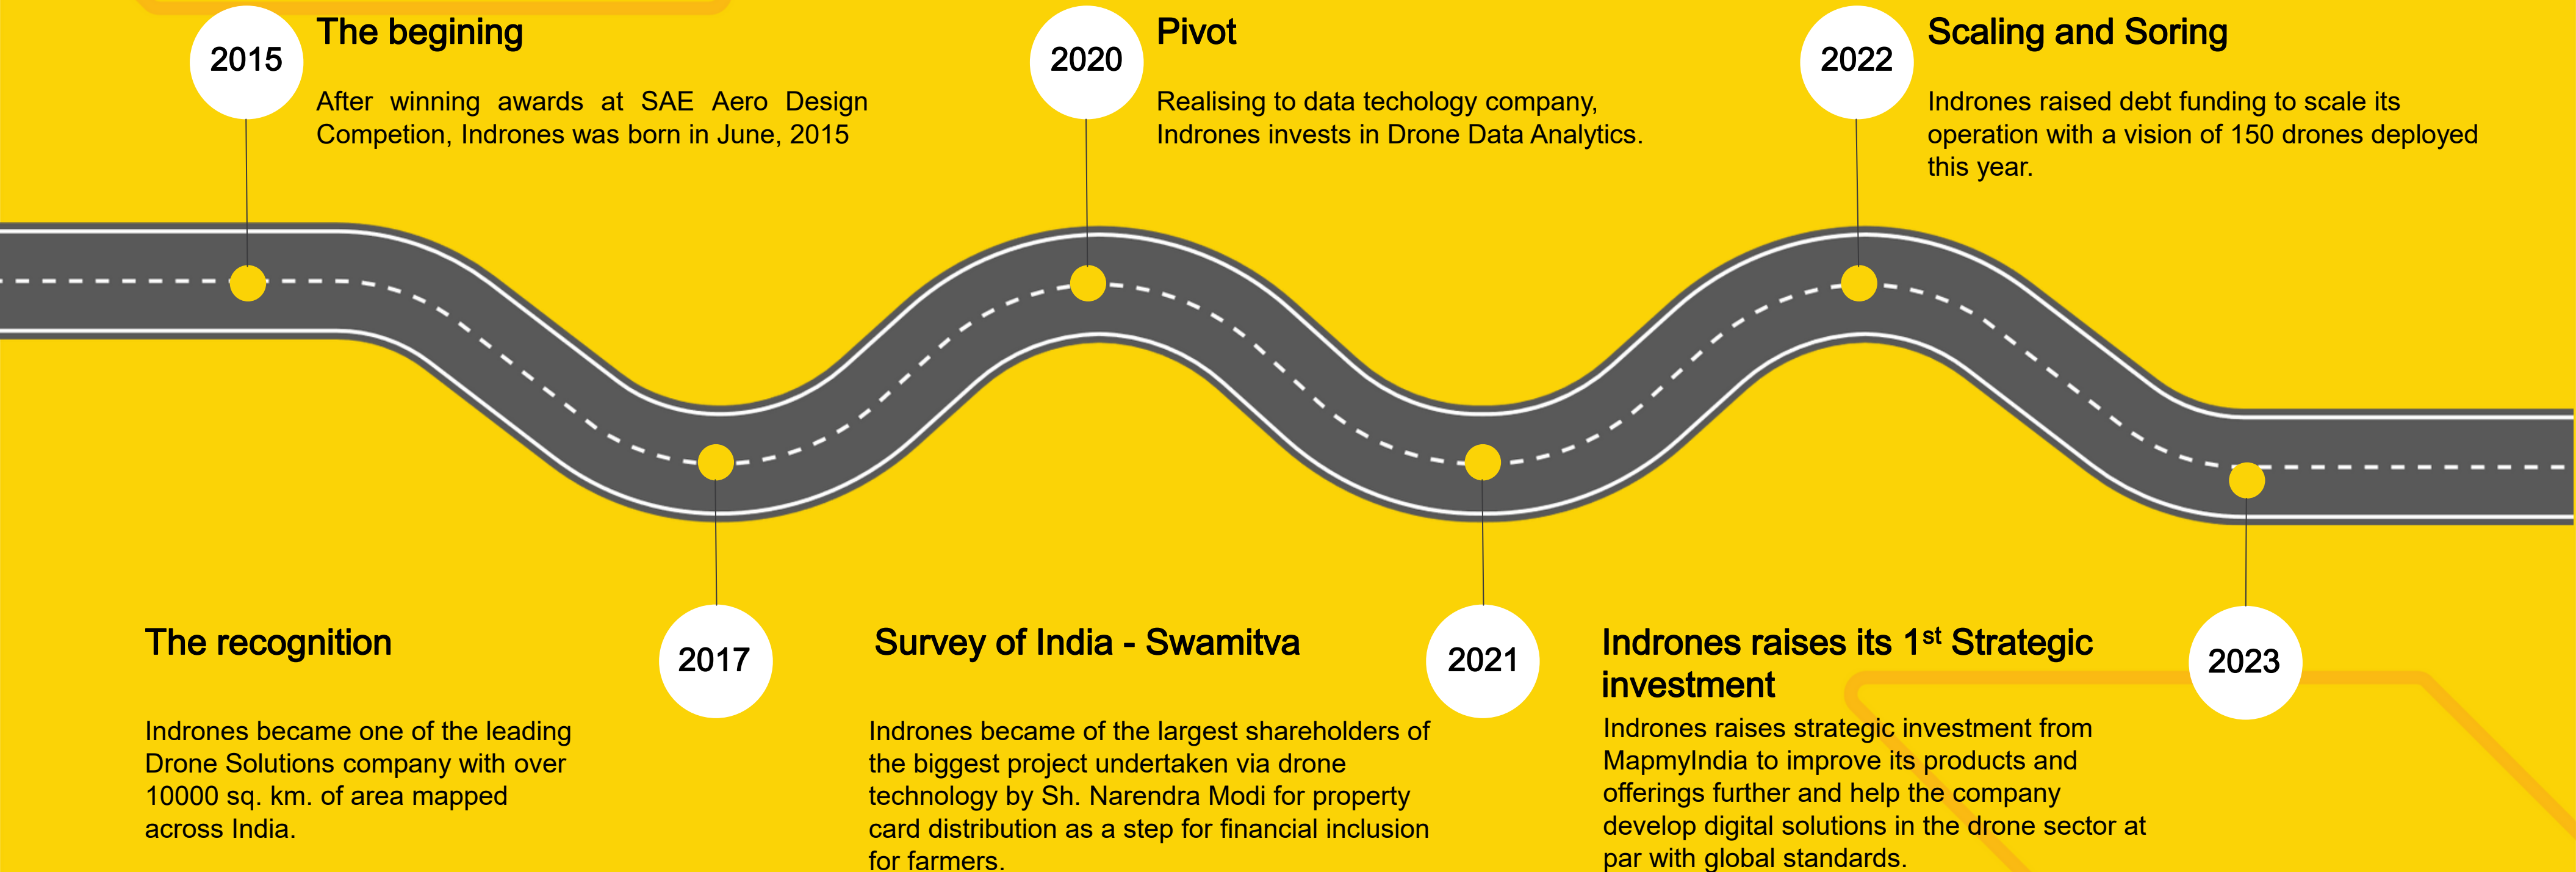 2015
The begining
After winning awards at SAE Aero Design
Competion, Indrones was born in June, 2015
2020
Pivot
Realising to data techology company,
Indrones invests in Drone Data Analytics.
2022
Scaling and Soring
Indrones raised debt funding to scale its
operation with a vision of 150 drones deployed
this year.
The recognition
2017
Indrones became one of the leading
Drone Solutions company with over
10000 sq. km. of area mapped
across India.
Survey of India - Swamitva
2021
Indrones became of the largest shareholders of
the biggest project undertaken via drone
technology by Sh. Narendra Modi for property
card distribution as a step for financial inclusion
for farmers.
Indrones raises its 1st Strategic
investment
2023
Indrones raises strategic investment from
MapmyIndia to improve its products and
offerings further and help the company
develop digital solutions in the drone sector at
par with global standards.